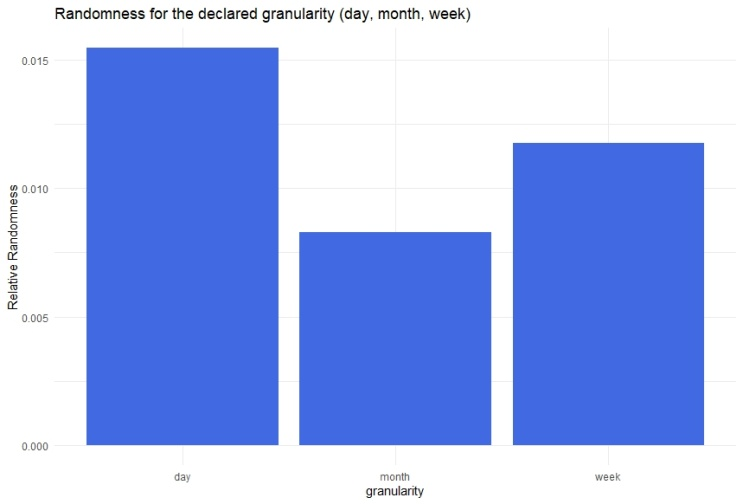 Randomness for the declared granularity (day, month, week)
Relative Randomness
0.015
0.010
0.005
0.000
day month week
granularity